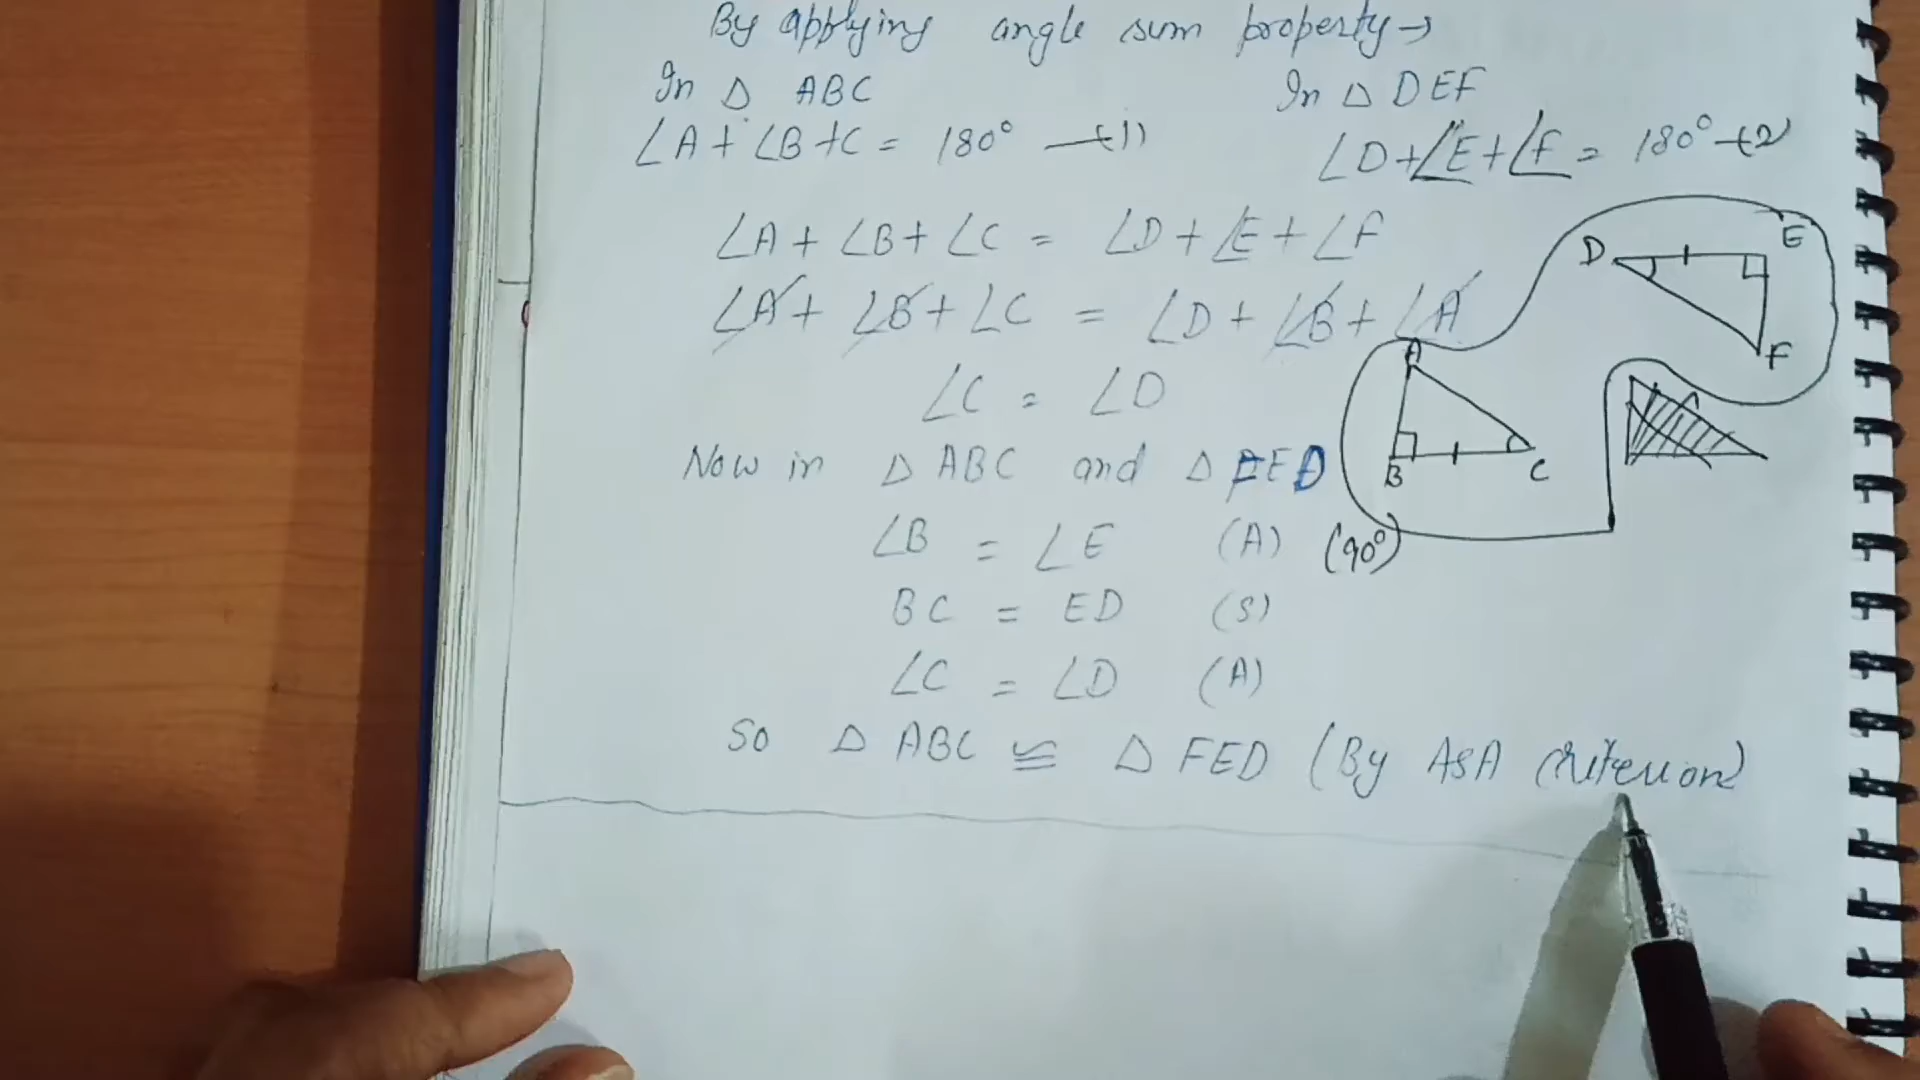 By applying angle sum property→
In △ ABC
In △ DEF
∠A + ∠B + C = 180° —(1)
∠D + ∠E + ∠F = 180° —(2)
∠A + ∠B + ∠C = ∠D + ∠E + ∠F
∠A + ∠B + ∠C = ∠D + ∠B + ∠A
∠C = ∠D
D
E
F
A
B
C
Now in △ ABC and △ FED
∠B = ∠E (A) (90°)
BC = ED (S)
∠C = ∠D (A)
So △ ABC ≌ △ FED (By ASA Criterion)